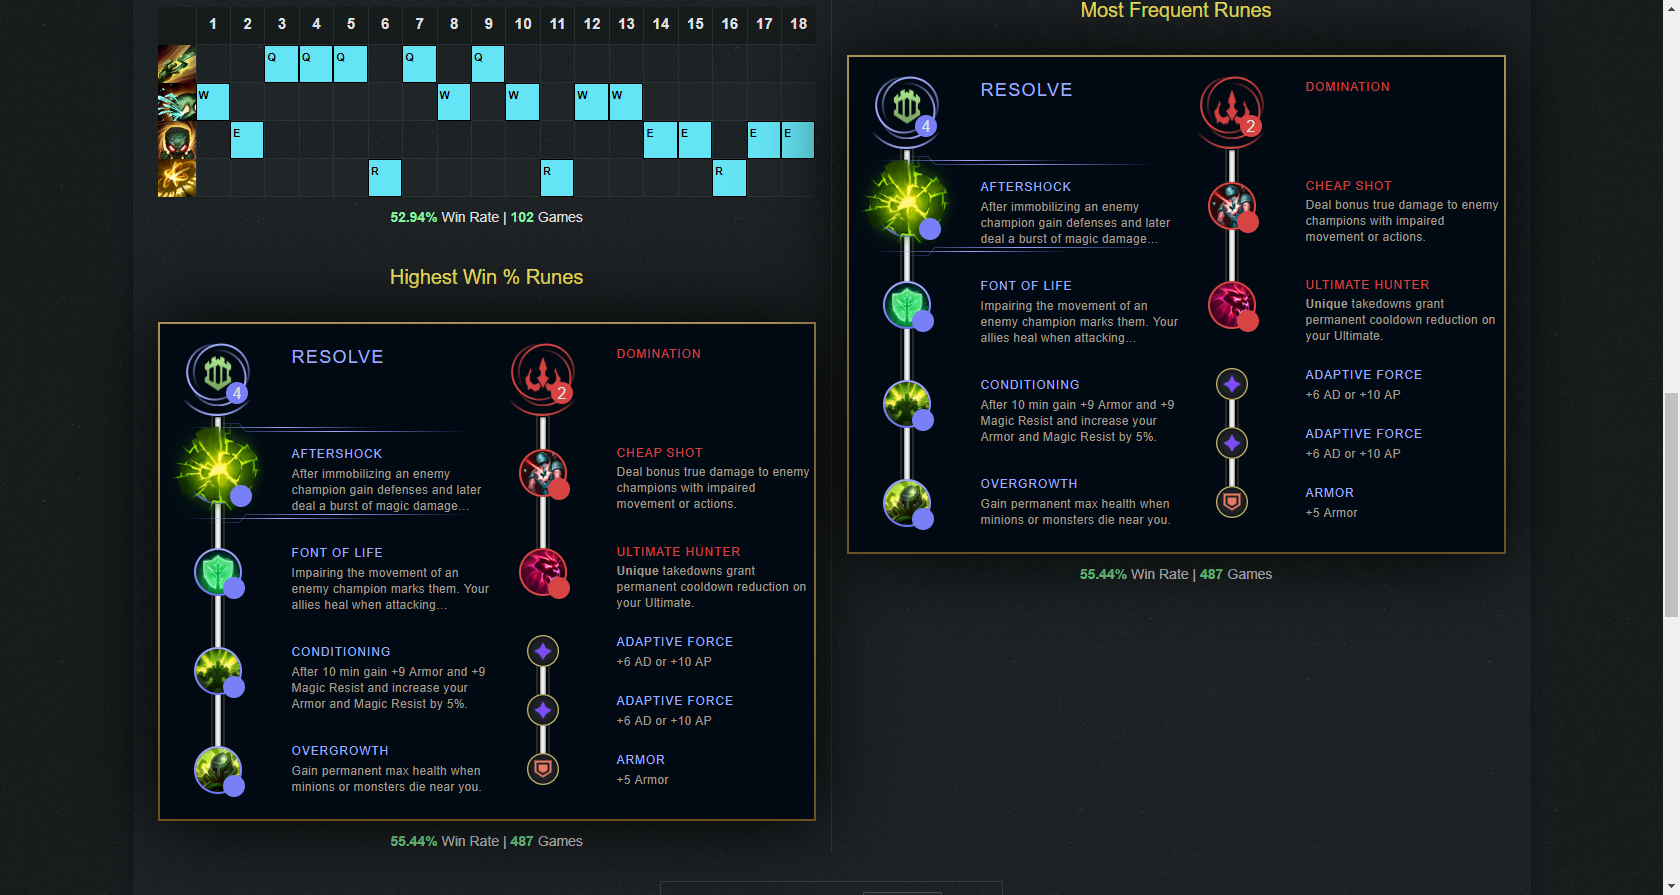 1 2 3 4 5 6 7 8 9 10 11 12 13 14 15 16 17 18
Q Q Q Q Q
W W W W W
E E E E E
R R R
52.94% Win Rate | 102 Games
Highest Win % Runes
RESOLVE
4
AFTERSHOCK
After immobilizing an enemy
champion gain defenses and later
deal a burst of magic damage...
FONT OF LIFE
Impairing the movement of an
enemy champion marks them. Your
allies heal when attacking...
CONDITIONING
After 10 min gain +9 Armor and +9
Magic Resist and increase your
Armor and Magic Resist by 5%.
OVERGROWTH
Gain permanent max health when
minions or monsters die near you.
DOMINATION
2
CHEAP SHOT
Deal bonus true damage to enemy
champions with impaired
movement or actions.
ULTIMATE HUNTER
Unique takedowns grant
permanent cooldown reduction on
your Ultimate.
ADAPTIVE FORCE
+6 AD or +10 AP
ADAPTIVE FORCE
+6 AD or +10 AP
ARMOR
+5 Armor
55.44% Win Rate | 487 Games
Most Frequent Runes
RESOLVE
4
AFTERSHOCK
After immobilizing an enemy
champion gain defenses and later
deal a burst of magic damage...
FONT OF LIFE
Impairing the movement of an
enemy champion marks them. Your
allies heal when attacking...
CONDITIONING
After 10 min gain +9 Armor and +9
Magic Resist and increase your
Armor and Magic Resist by 5%.
OVERGROWTH
Gain permanent max health when
minions or monsters die near you.
DOMINATION
2
CHEAP SHOT
Deal bonus true damage to enemy
champions with impaired
movement or actions.
ULTIMATE HUNTER
Unique takedowns grant
permanent cooldown reduction on
your Ultimate.
ADAPTIVE FORCE
+6 AD or +10 AP
ADAPTIVE FORCE
+6 AD or +10 AP
ARMOR
+5 Armor
55.44% Win Rate | 487 Games